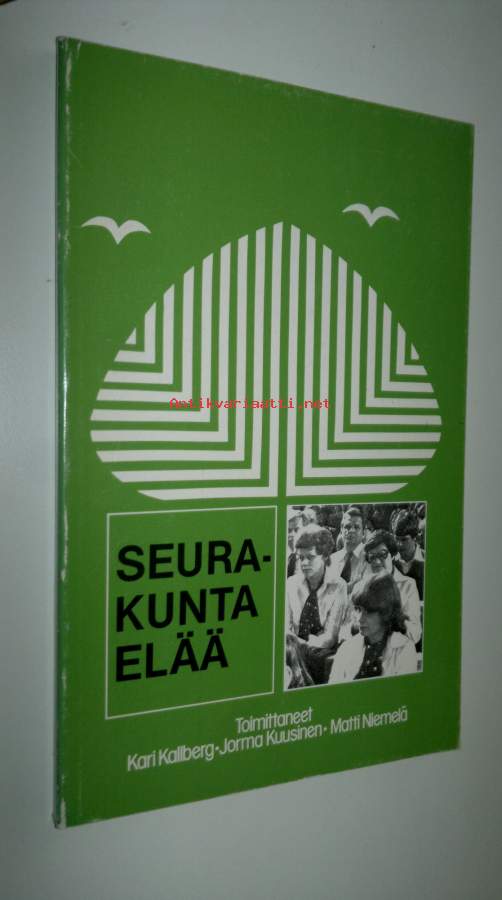 Antikvariaatti.net
SEURA-
KUNTA
ELÄÄ
Toimittaneet
Kari Kallberg • Jorma Kuusinen • Matti Niemelä